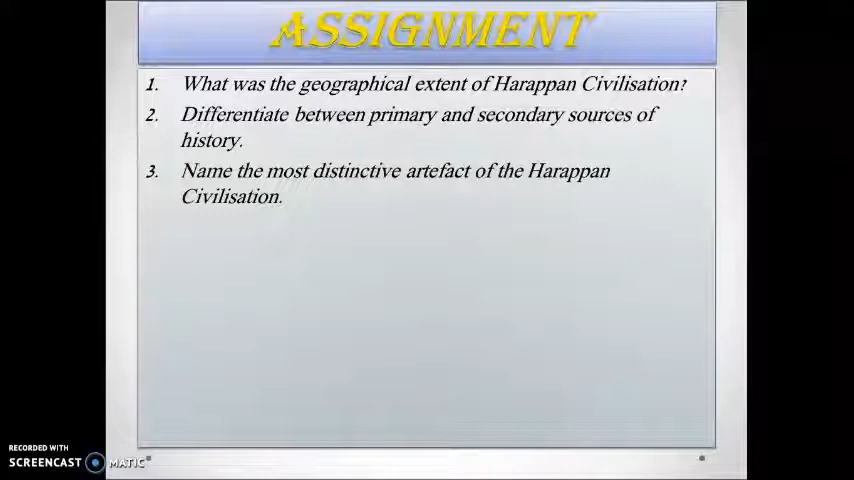 ASSIGNMENT
1. What was the geographical extent of Harappan Civilisation?
2. Differentiate between primary and secondary sources of
history.
3. Name the most distinctive artefact of the Harappan
Civilisation.
RECORDED WITH
SCREENCAST MATIC